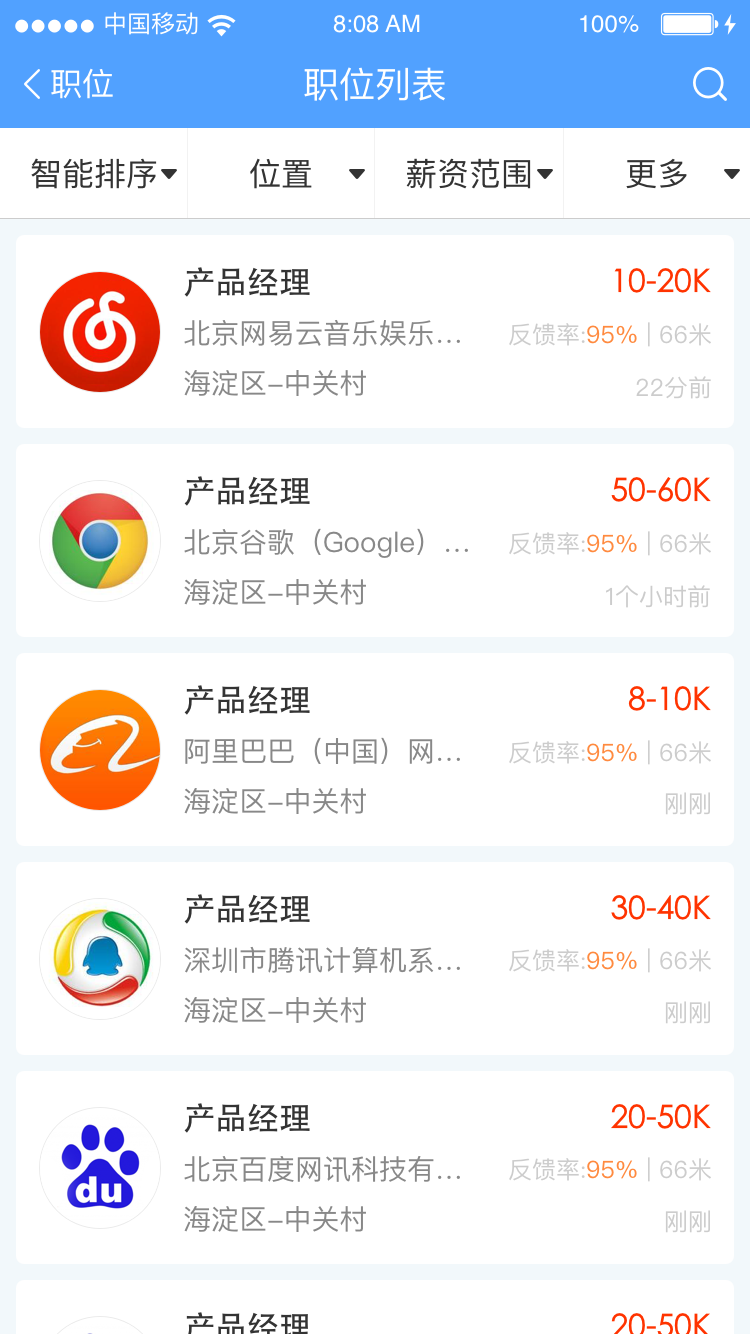 中国移动 8:08 AM 100%
职位 职位列表
智能排序 位置 薪资范围 更多
产品经理 10-20K
北京网易云音乐娱乐... 反馈率:95% | 66米
海淀区–中关村 22分前
产品经理 50-60K
北京谷歌（Google）... 反馈率:95% | 66米
海淀区–中关村 1个小时前
产品经理 8-10K
阿里巴巴（中国）网... 反馈率:95% | 66米
海淀区–中关村 刚刚
产品经理 30-40K
深圳市腾讯计算机系... 反馈率:95% | 66米
海淀区–中关村 刚刚
产品经理 20-50K
du
北京百度网讯科技有... 反馈率:95% | 66米
海淀区–中关村 刚刚
产品经理 20-50K